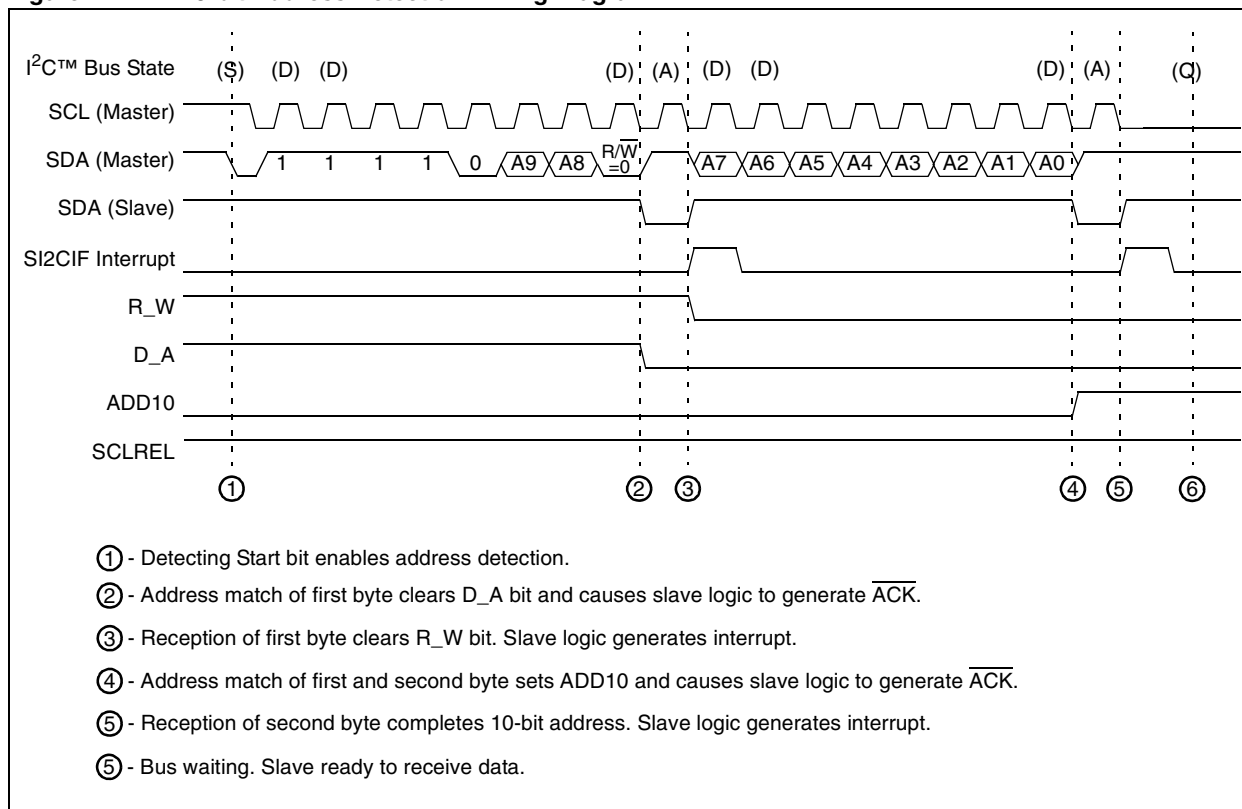 I²C™ Bus State (S) (D) (D) (D) (A) (D) (D) (D) (A) (Q)
SCL (Master)
SDA (Master) 1 1 1 1 0 A9 A8 R/W̅ =0 A7 A6 A5 A4 A3 A2 A1 A0
SDA (Slave)
SI2CIF Interrupt
R_W
D_A
ADD10
SCLREL
① ② ③ ④ ⑤ ⑥
① - Detecting Start bit enables address detection.
② - Address match of first byte clears D_A bit and causes slave logic to generate A̅C̅K̅.
③ - Reception of first byte clears R_W bit. Slave logic generates interrupt.
④ - Address match of first and second byte sets ADD10 and causes slave logic to generate A̅C̅K̅.
⑤ - Reception of second byte completes 10-bit address. Slave logic generates interrupt.
⑤ - Bus waiting. Slave ready to receive data.